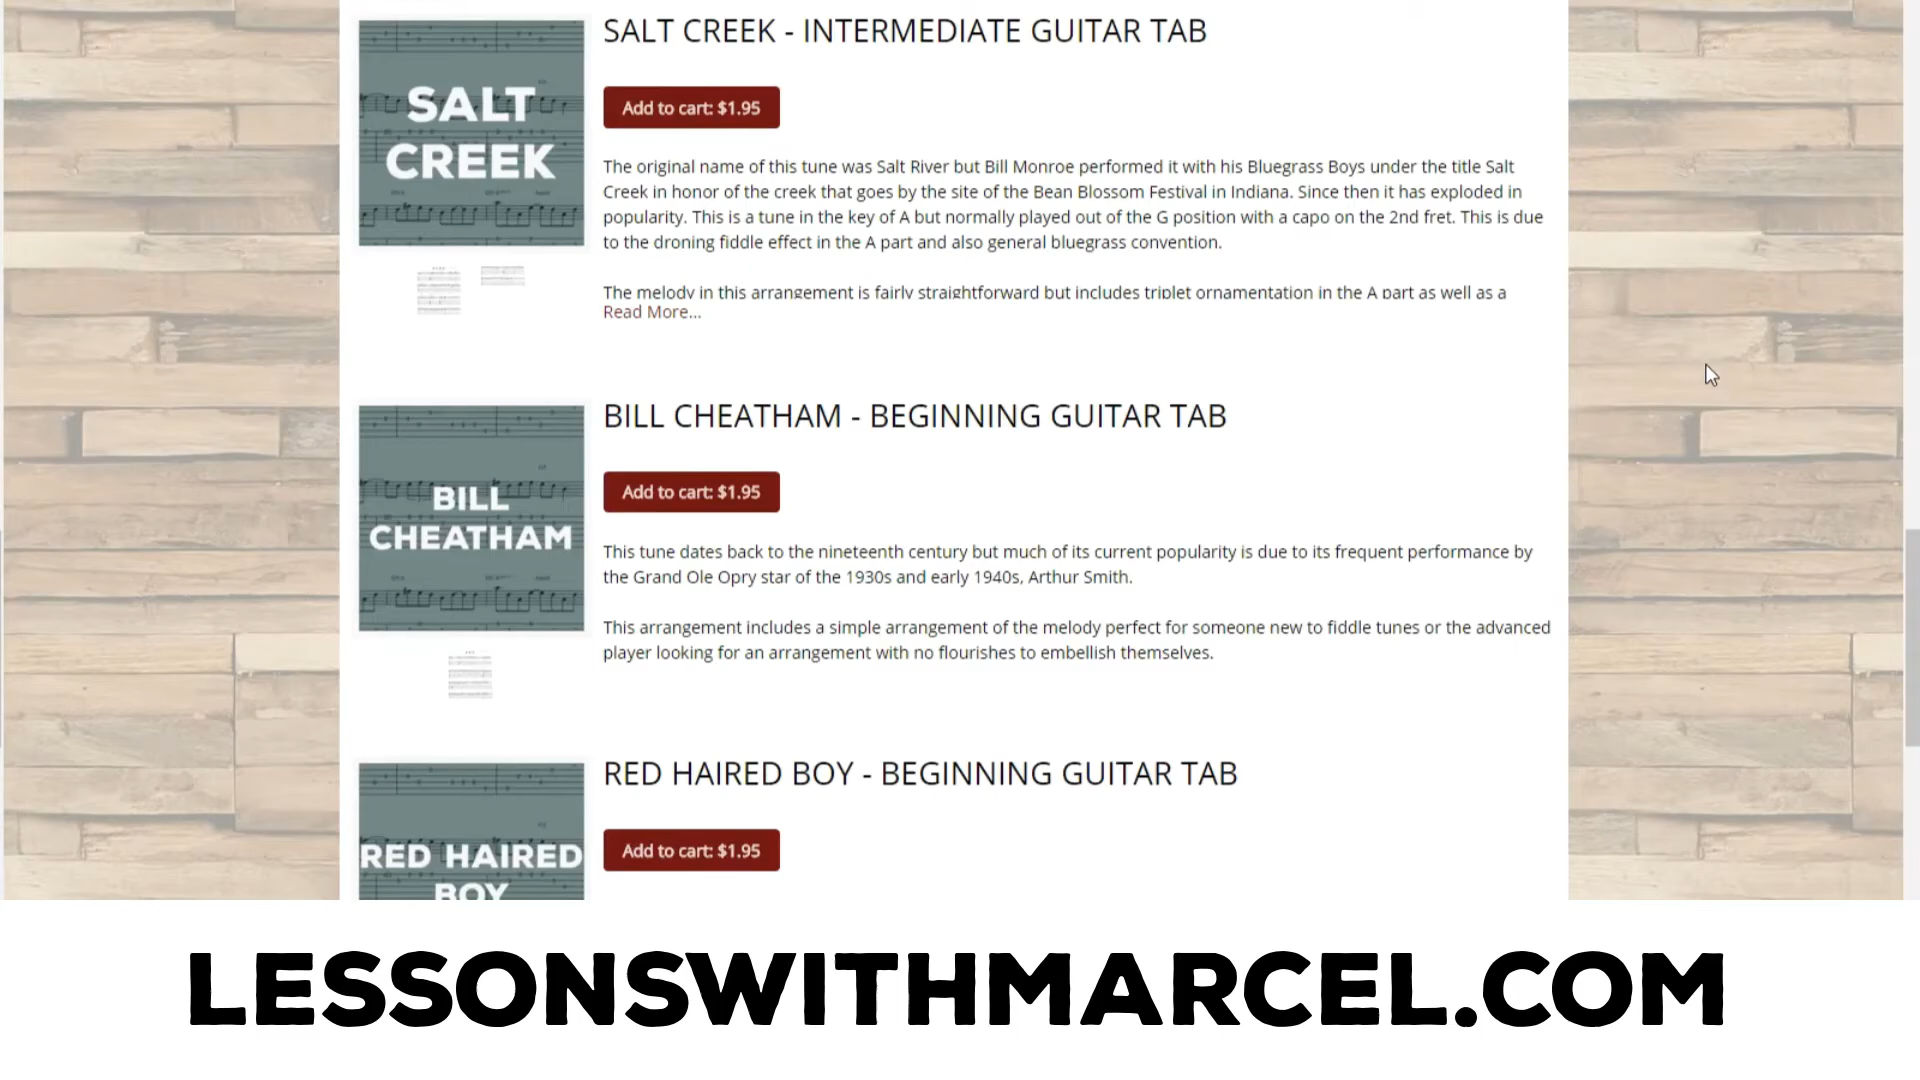 SALT CREEK - INTERMEDIATE GUITAR TAB
SALT
CREEK
Add to cart: $1.95
The original name of this tune was Salt River but Bill Monroe performed it with his Bluegrass Boys under the title Salt
Creek in honor of the creek that goes by the site of the Bean Blossom Festival in Indiana. Since then it has exploded in
popularity. This is a tune in the key of A but normally played out of the G position with a capo on the 2nd fret. This is due
to the droning fiddle effect in the A part and also general bluegrass convention.
The melody in this arrangement is fairly straightforward but includes triplet ornamentation in the A part as well as a
Read More...
BILL CHEATHAM - BEGINNING GUITAR TAB
BILL
CHEATHAM
Add to cart: $1.95
This tune dates back to the nineteenth century but much of its current popularity is due to its frequent performance by
the Grand Ole Opry star of the 1930s and early 1940s, Arthur Smith.
This arrangement includes a simple arrangement of the melody perfect for someone new to fiddle tunes or the advanced
player looking for an arrangement with no flourishes to embellish themselves.
RED HAIRED BOY - BEGINNING GUITAR TAB
RED HAIRED
BOY
Add to cart: $1.95
LESSONSWITHMARCEL.COM